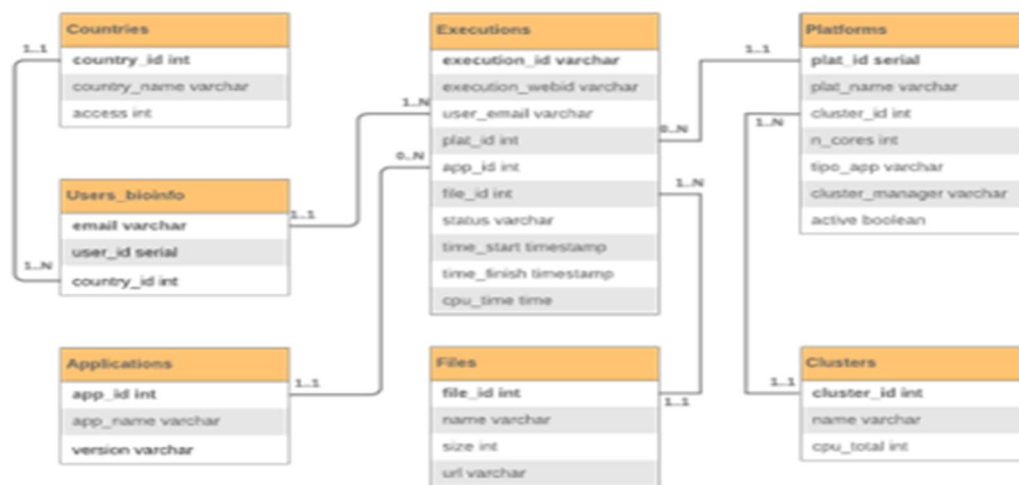 Countries
country_id int
country_name varchar
access int
1..1
1..N
Users_bioinfo
email varchar
user_id serial
country_id int
1..1
Applications
app_id int
app_name varchar
version varchar
1..1
Executions
execution_id varchar
execution_webid varchar
user_email varchar
plat_id int
app_id int
file_id int
status varchar
time_start timestamp
time_finish timestamp
cpu_time time
1..N
0..N
0..N
1..N
Files
file_id int
name varchar
size int
url varchar
1..1
Platforms
plat_id serial
plat_name varchar
cluster_id int
n_cores int
tipo_app varchar
cluster_manager varchar
active boolean
1..1
1..N
Clusters
cluster_id int
name varchar
cpu_total int
1..1